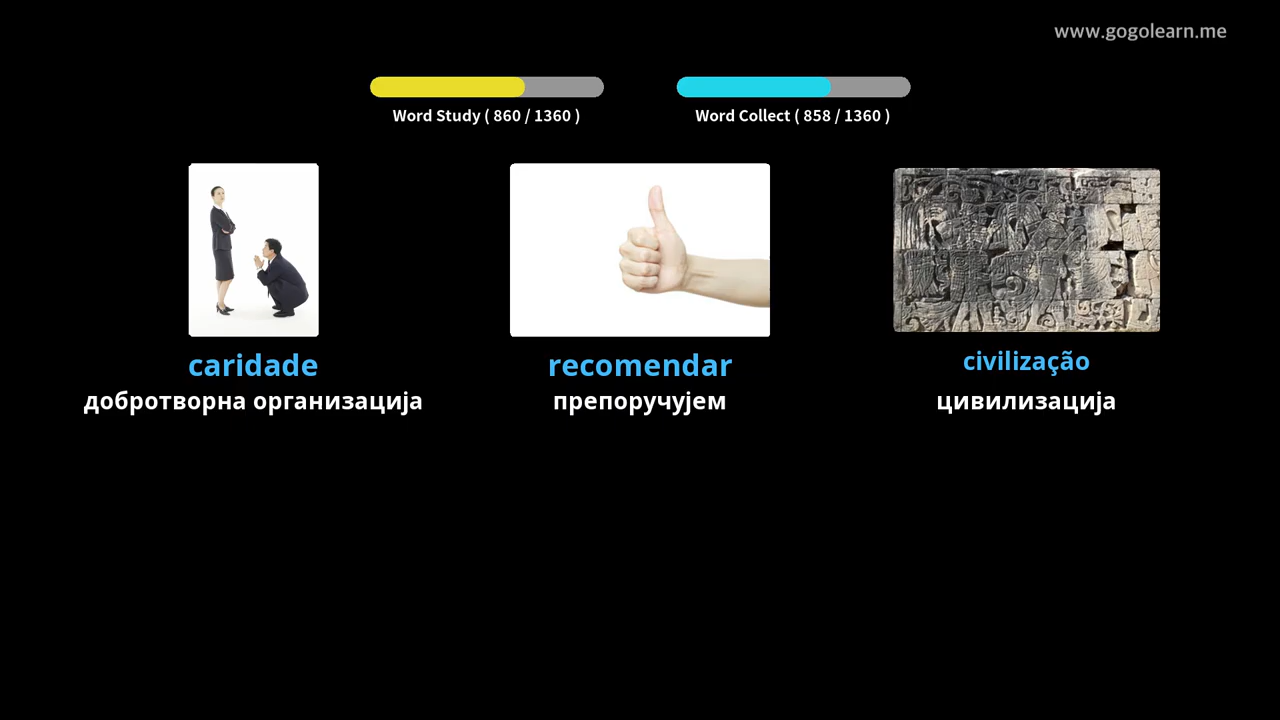 www.gogolearn.me
Word Study ( 860 / 1360 )
Word Collect ( 858 / 1360 )
caridade
добротворна организација
recomendar
препоручујем
civilização
цивилизација